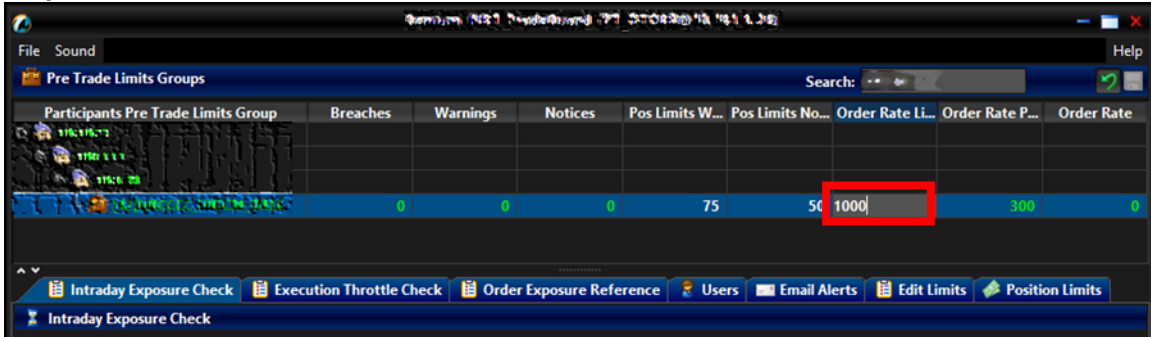 File Sound Help
Pre Trade Limits Groups Search:
Participants Pre Trade Limits Group Breaches Warnings Notices Pos Limits W... Pos Limits No... Order Rate Li... Order Rate P... Order Rate
0 0 0 75 50 1000 300 0
Intraday Exposure Check Execution Throttle Check Order Exposure Reference Users Email Alerts Edit Limits Position Limits
Intraday Exposure Check